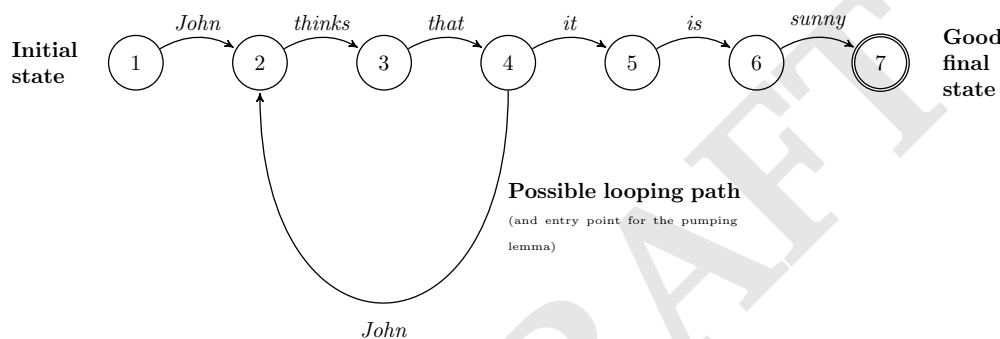 John thinks that it is sunny
Initial
state
1 2 3 4 5 6 7
Good
final
state
Possible looping path
(and entry point for the pumping
lemma)
John
RAFT